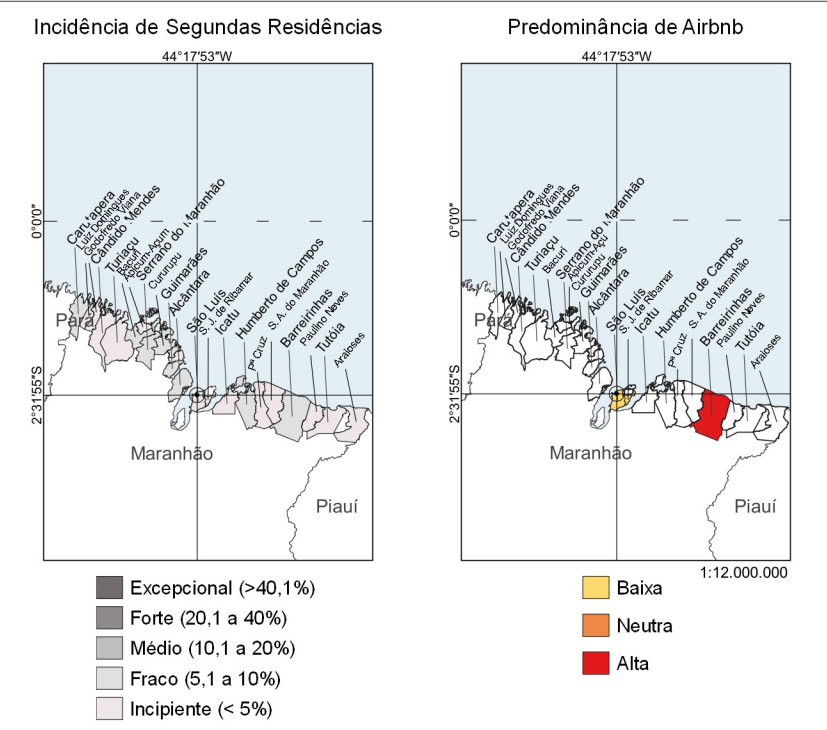 Incidência de Segundas Residências
44°17'53"W
0°0'0"
2°31'55"S
Carutapera
Luiz Domingues
Godofredo Viana
Cândido Mendes
Turiaçu
Bacuri
Apicum-Açum
Serrano do Maranhão
Cururupu
Guimarães
Alcântara
São Luís
S. J. de Ribamar
Icatu
Humberto de Campos
Pª Cruz
S. A. do Maranhão
Barreirinhas
Paulino Neves
Tutóia
Araioses
Pará
Maranhão
Piauí
Excepcional (>40,1%)
Forte (20,1 a 40%)
Médio (10,1 a 20%)
Fraco (5,1 a 10%)
Incipiente (< 5%)
Predominância de Airbnb
44°17'53"W
0°0'0"
2°31'55"S
Carutapera
Luiz Domingues
Godofredo Viana
Cândido Mendes
Turiaçu
Bacuri
Serrano do Maranhão
Apicum-Açu
Cururupu
Guimarães
Alcântara
São Luís
S. J. de Ribamar
Icatu
Humberto de Campos
Pª Cruz
S. A. do Maranhão
Barreirinhas
Paulino Neves
Tutóia
Araioses
Pará
Maranhão
Piauí
1:12.000.000
Baixa
Neutra
Alta